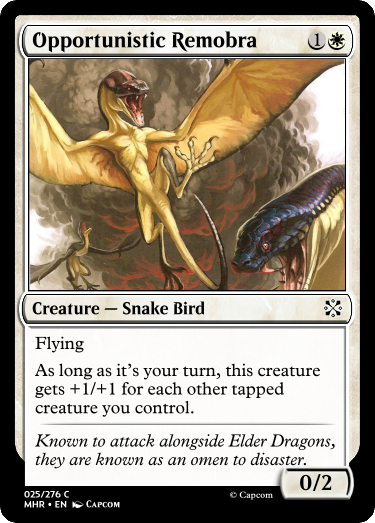 Opportunistic Remobra 1
Creature — Snake Bird
Flying
As long as it's your turn, this creature
gets +1/+1 for each other tapped
creature you control.
Known to attack alongside Elder Dragons,
they are known as an omen to disaster.
0/2
025/276 C
MHR • EN Capcom
© Capcom